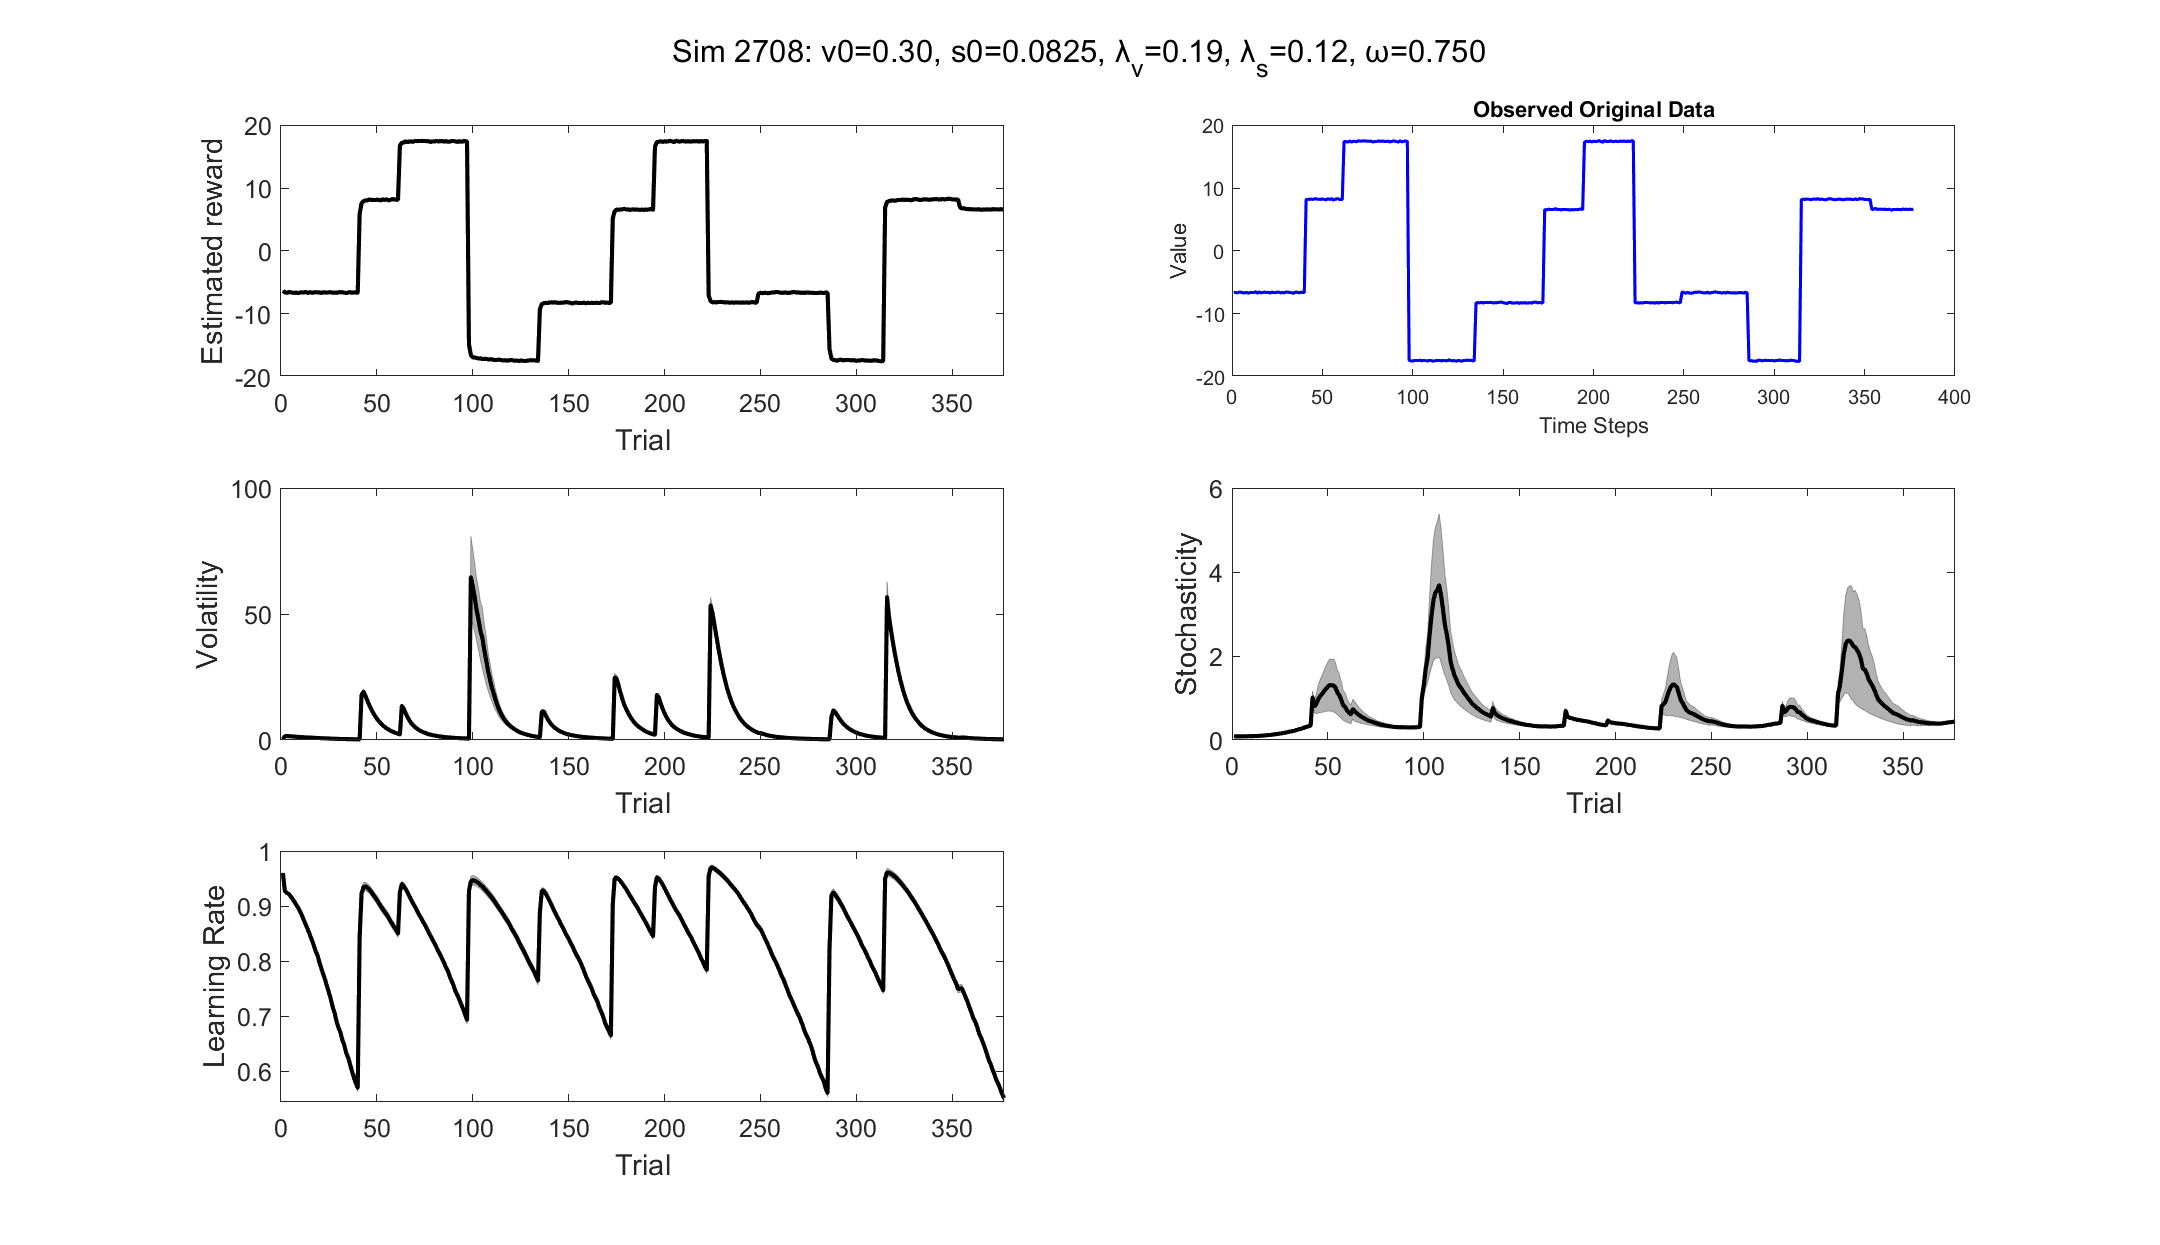 Sim 2708: v0=0.30, s0=0.0825, λ_v=0.19, λ_s=0.12, ω=0.750
Estimated reward
20
10
0
-10
-20
0 50 100 150 200 250 300 350
Trial
Observed Original Data
Value
20
10
0
-10
-20
0 50 100 150 200 250 300 350 400
Time Steps
Volatility
100
50
0
0 50 100 150 200 250 300 350
Trial
Stochasticity
6
4
2
0
0 50 100 150 200 250 300 350
Trial
Learning Rate
1
0.9
0.8
0.7
0.6
0 50 100 150 200 250 300 350
Trial